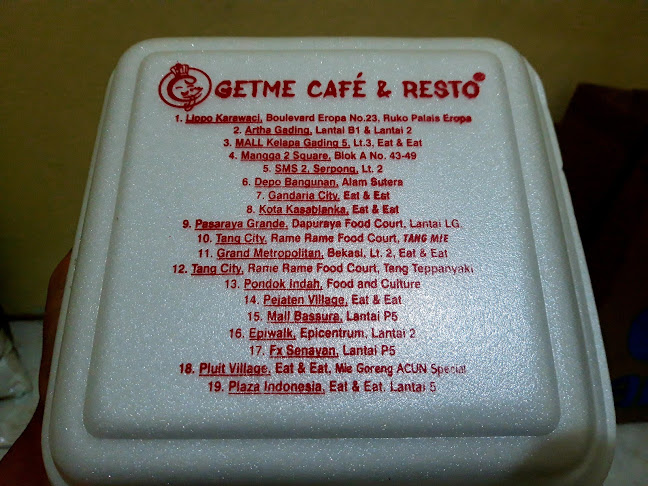 GETME CAFÉ & RESTO®
1. Lippo Karawaci, Boulevard Eropa No.23, Ruko Palais Eropa
2. Artha Gading, Lantai B1 & Lantai 2
3. MALL Kelapa Gading 5, Lt.3, Eat & Eat
4. Mangga 2 Square, Blok A No. 43-49
5. SMS 2, Serpong, Lt. 2
6. Depo Bangunan, Alam Sutera
7. Gandaria City, Eat & Eat
8. Kota Kasablanka, Eat & Eat
9. Pasaraya Grande, Dapuraya Food Court, Lantai LG
10. Tang City, Rame Rame Food Court, TANG MIE
11. Grand Metropolitan, Bekasi, Lt. 2, Eat & Eat
12. Tang City, Rame Rame Food Court, Tang Teppanyaki
13. Pondok Indah, Food and Culture
14. Pejaten Village, Eat & Eat
15. Mall Bassura, Lantai P5
16. Epiwalk, Epicentrum, Lantai 2
17. Fx Senayan, Lantai P5
18. Pluit Village, Eat & Eat, Mie Goreng ACUN Special
19. Plaza Indonesia, Eat & Eat, Lantai 5